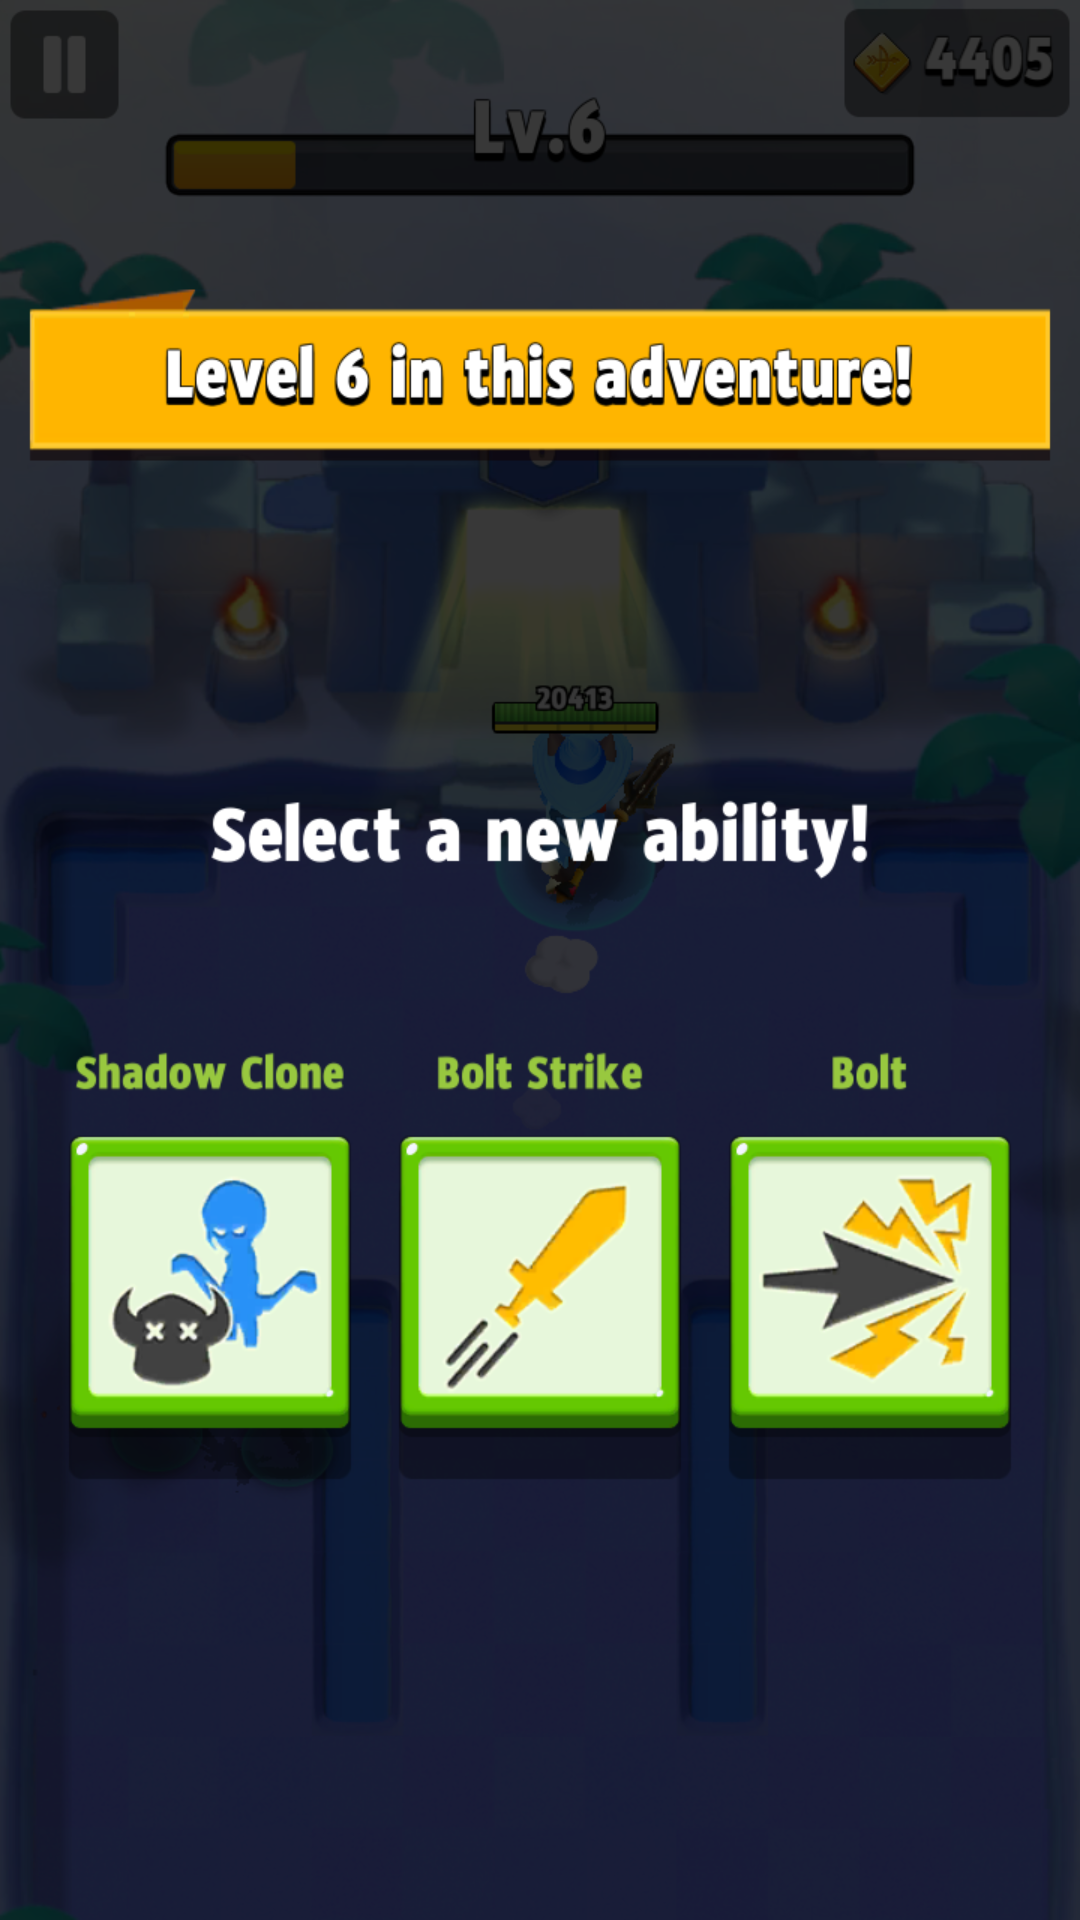 4405
Lv.6
Level 6 in this adventure!
20413
Select a new ability!
Shadow Clone
Bolt Strike
Bolt